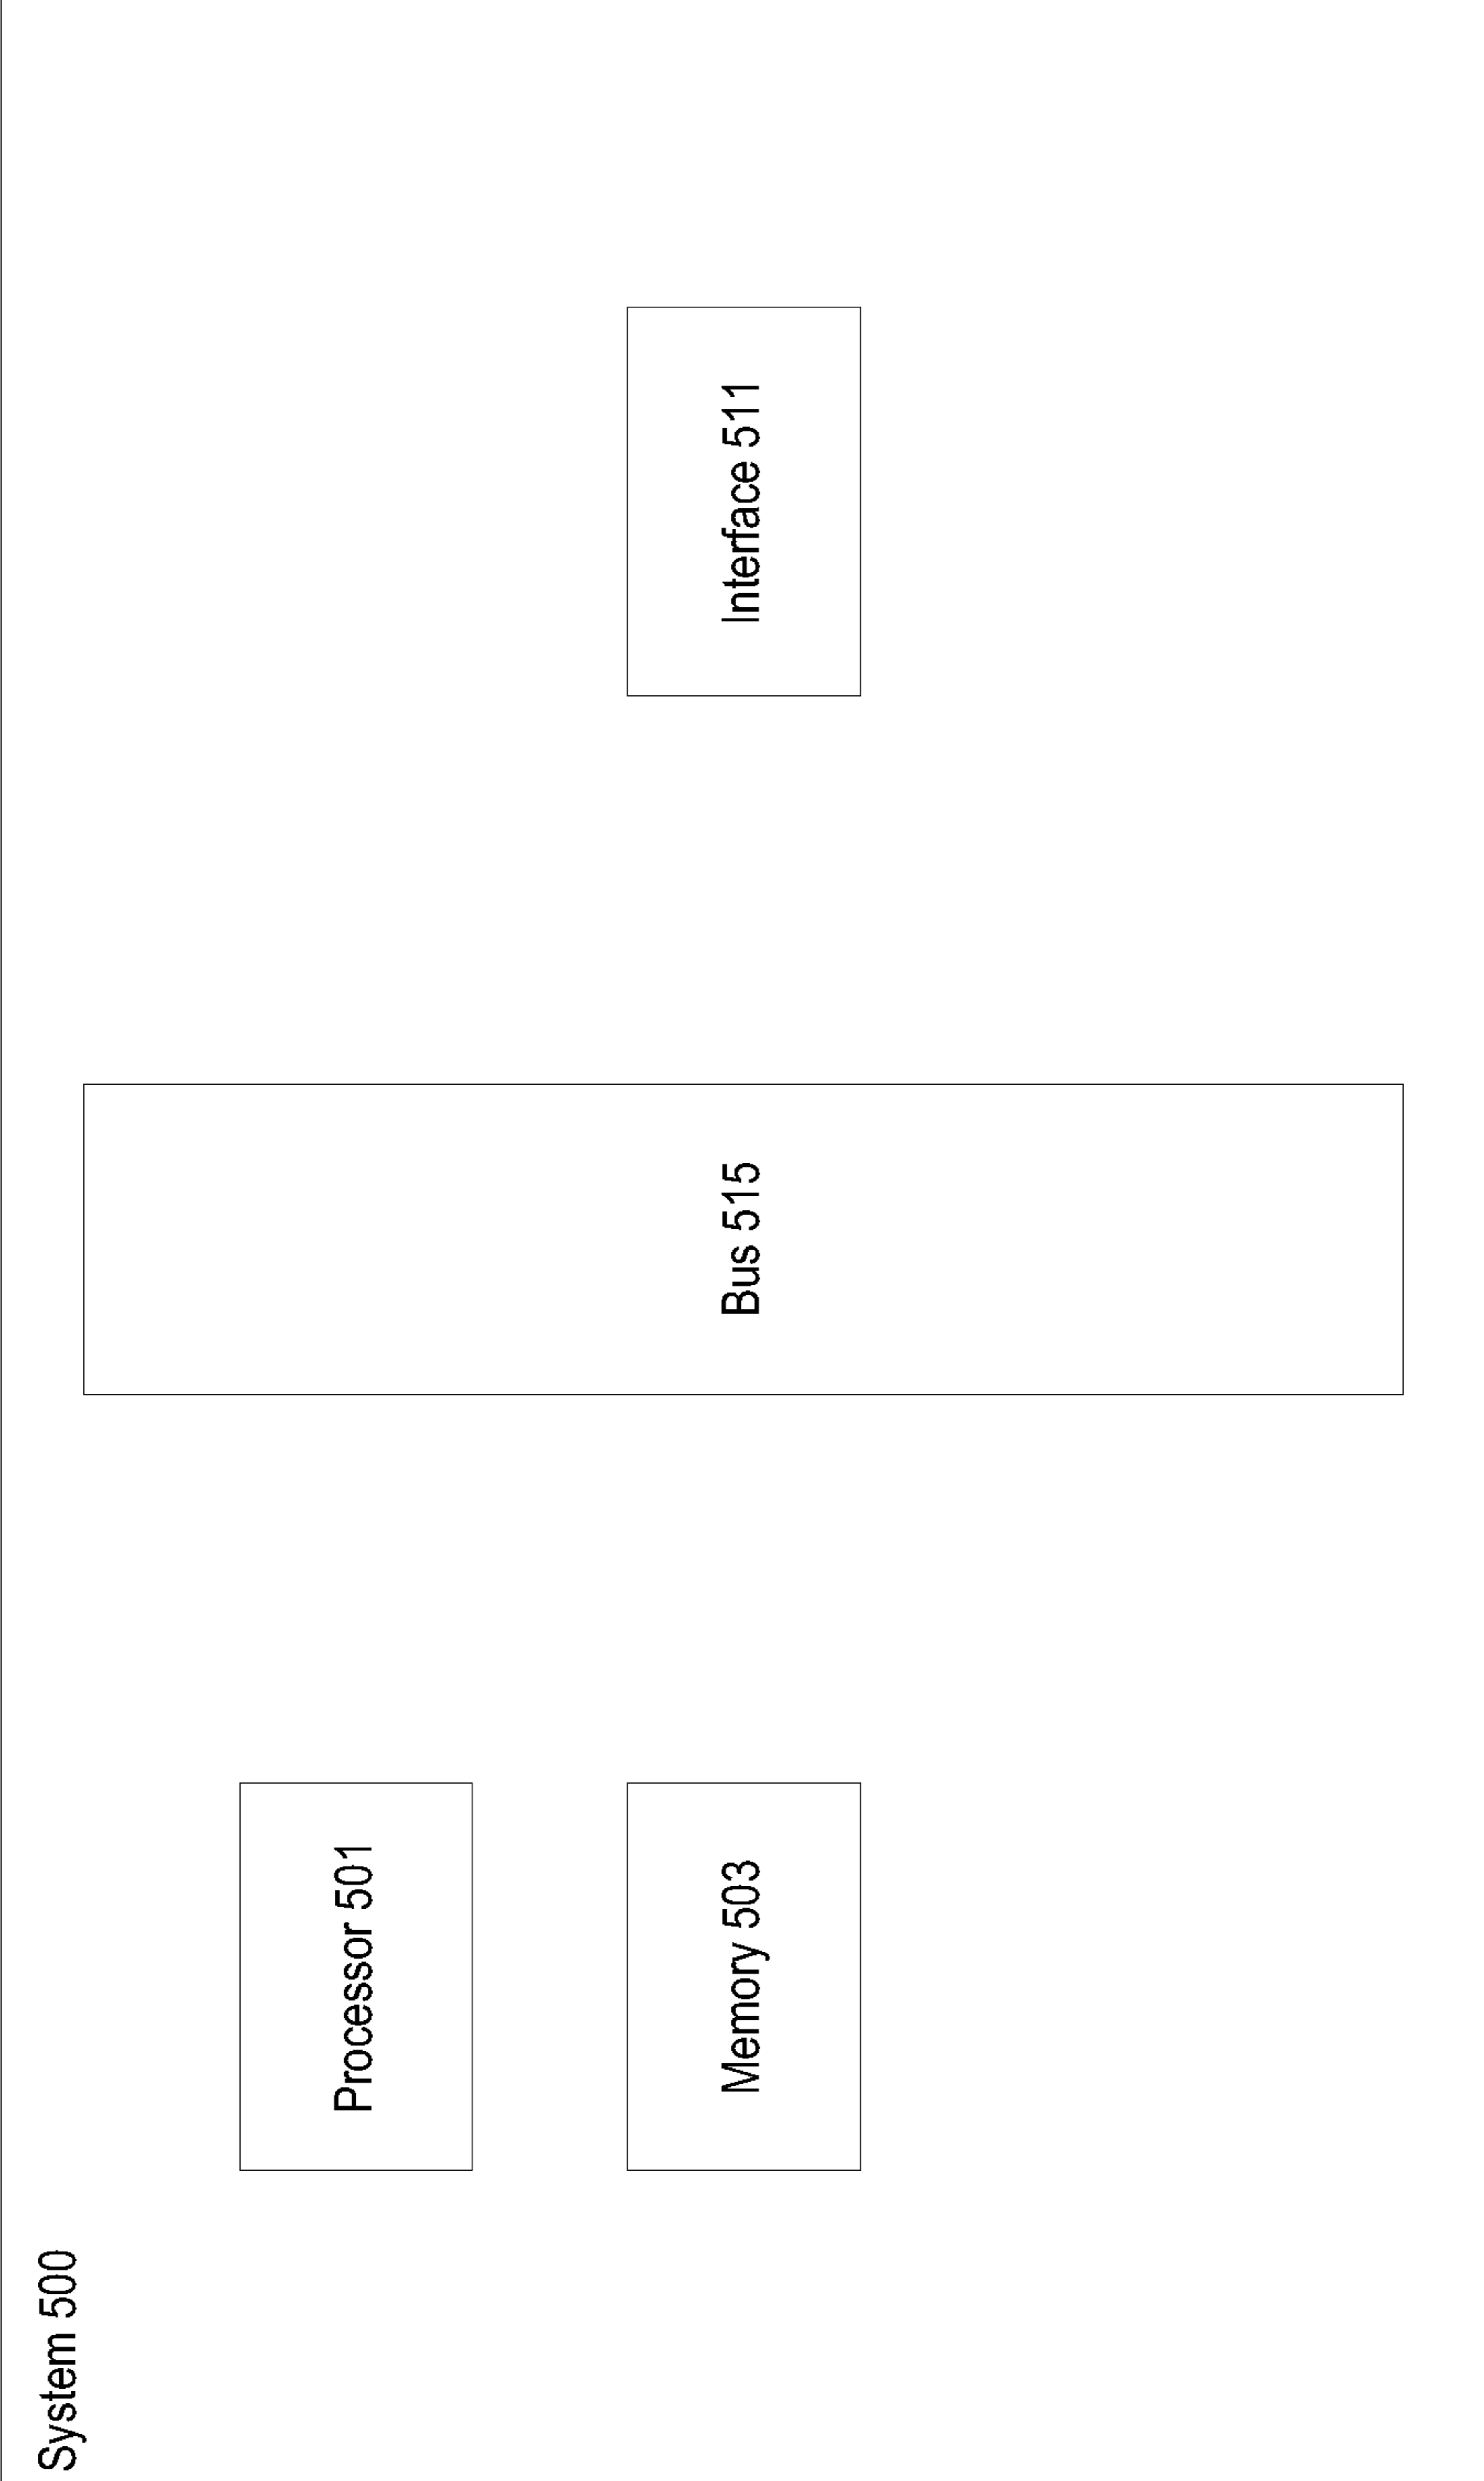 System 500
Processor 501
Memory 503
Bus 515
Interface 511